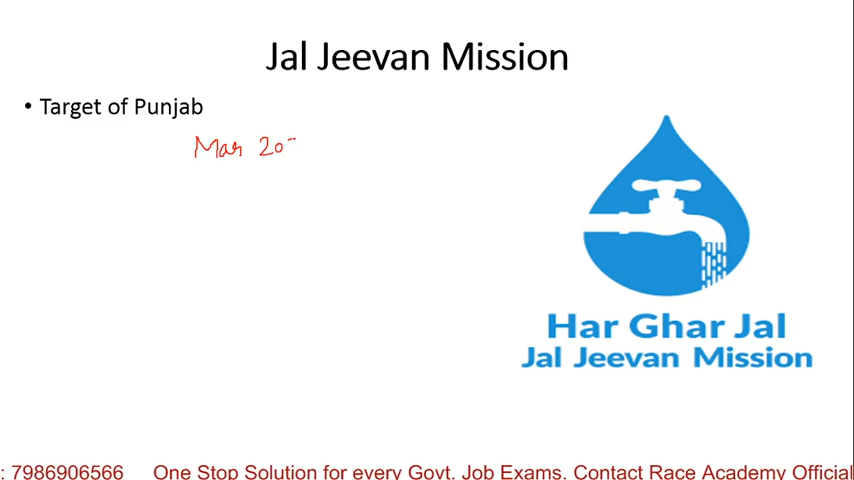 Jal Jeevan Mission
• Target of Punjab
Mar 20
Har Ghar Jal
Jal Jeevan Mission
: 7986906566 One Stop Solution for every Govt. Job Exams. Contact Race Academy Official